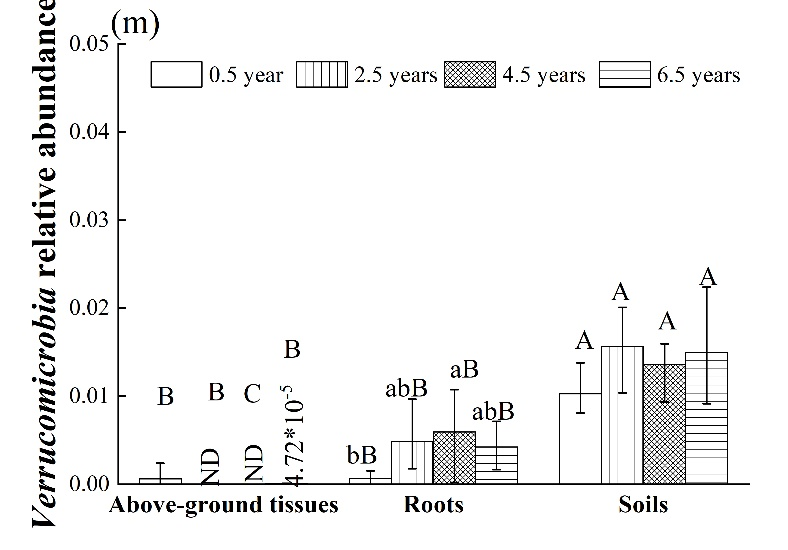 (m)
Verrucomicrobia relative abundance
0.05
0.04
0.03
0.02
0.01
0.00
0.5 year
2.5 years
4.5 years
6.5 years
B
B
C
B
ND
ND
4.72*10⁻⁵
bB
abB
aB
abB
A
A
A
A
Above-ground tissues
Roots
Soils